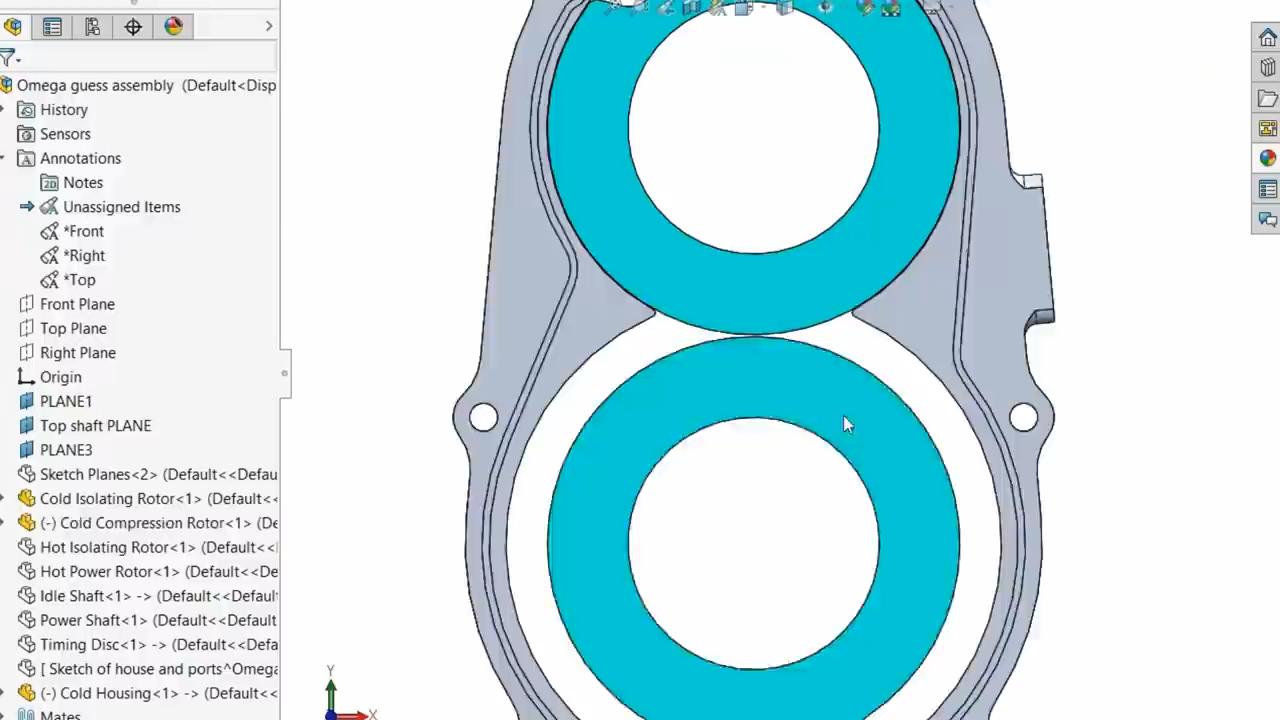 Omega guess assembly (Default<Disp
History
Sensors
Annotations
Notes
Unassigned Items
*Front
*Right
*Top
Front Plane
Top Plane
Right Plane
Origin
PLANE1
Top shaft PLANE
PLANE3
Sketch Planes<2> (Default<<Defau
Cold Isolating Rotor<1> (Default<<
(-) Cold Compression Rotor<1> (De
Hot Isolating Rotor<1> (Default<<
Hot Power Rotor<1> (Default<<De
Idle Shaft<1> -> (Default<<Default
Power Shaft<1> (Default<<Default
Timing Disc<1> -> (Default<<Defa
[ Sketch of house and ports^Omega
(-) Cold Housing<1> -> (Default<<
Mates
Y
X